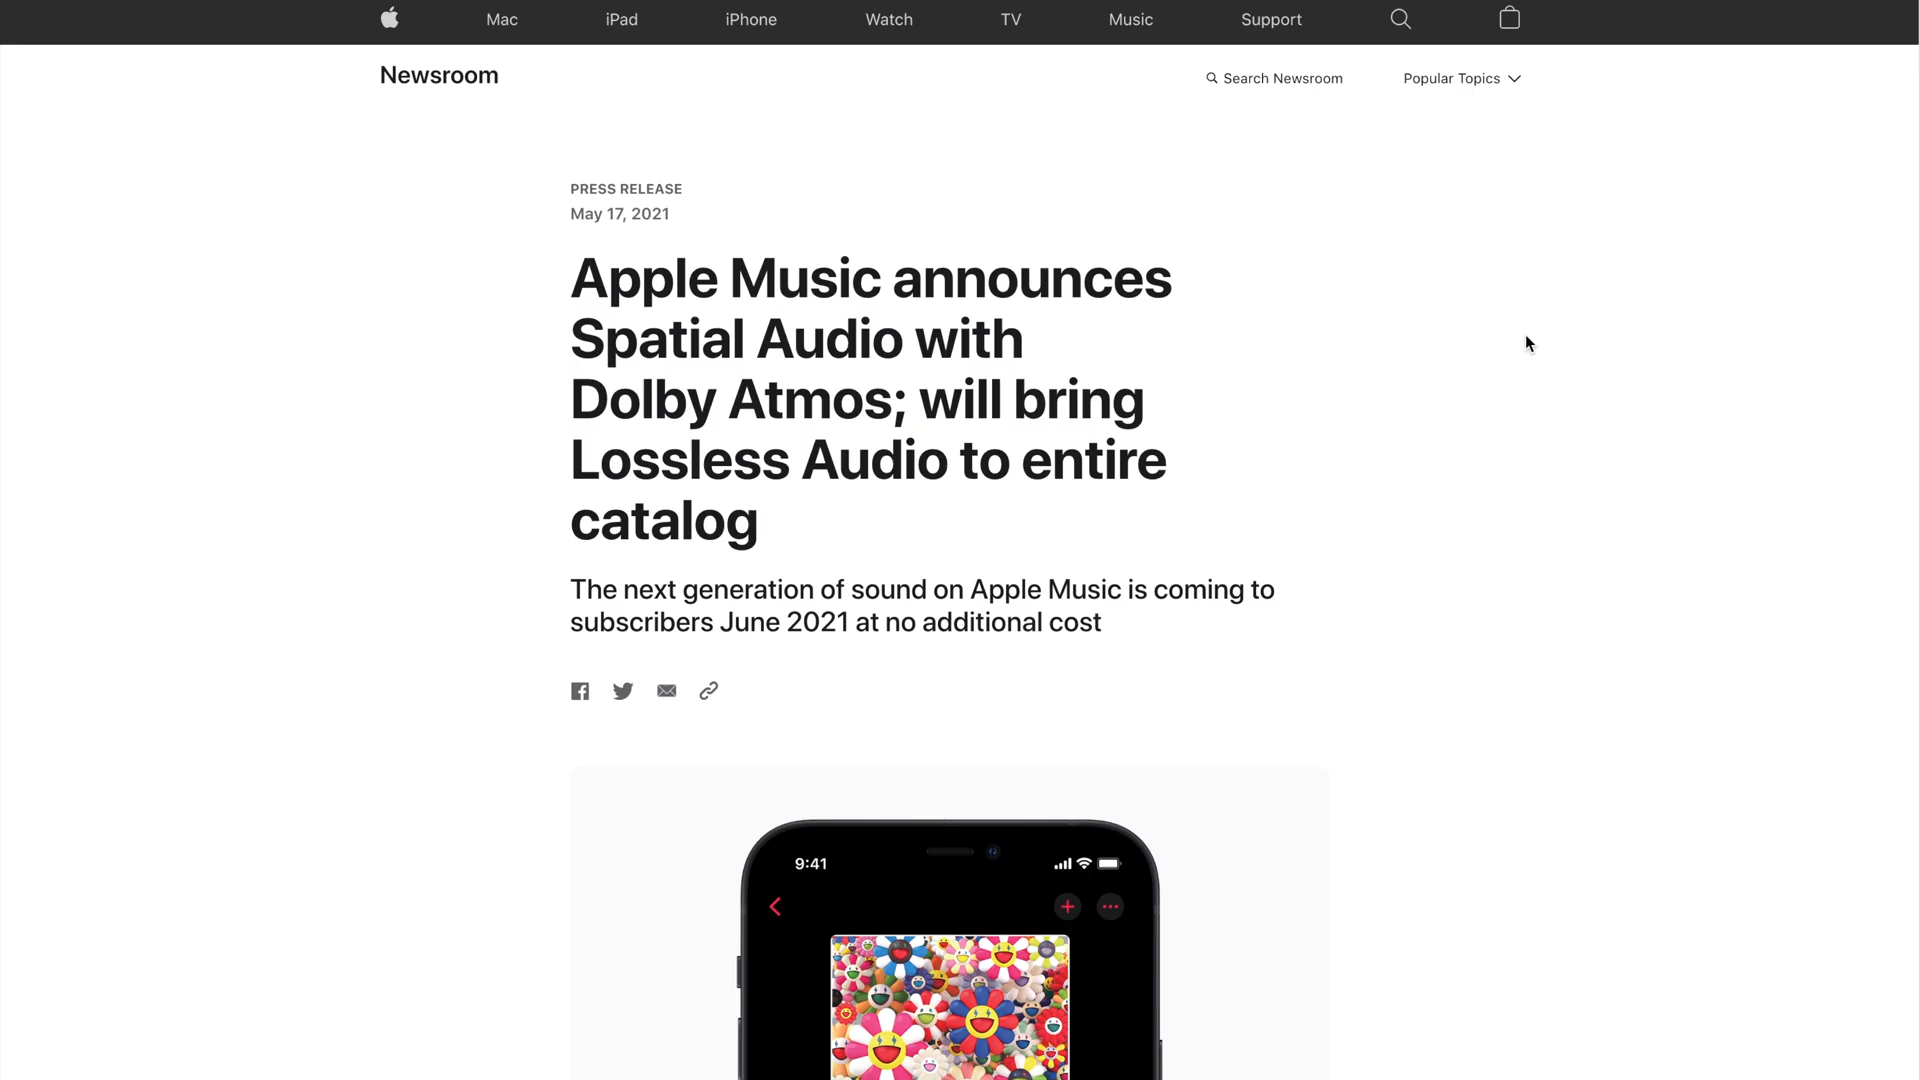 Mac iPad iPhone Watch TV Music Support
Newsroom Search Newsroom Popular Topics
PRESS RELEASE
May 17, 2021
Apple Music announces
Spatial Audio with
Dolby Atmos; will bring
Lossless Audio to entire
catalog
The next generation of sound on Apple Music is coming to
subscribers June 2021 at no additional cost
9:41